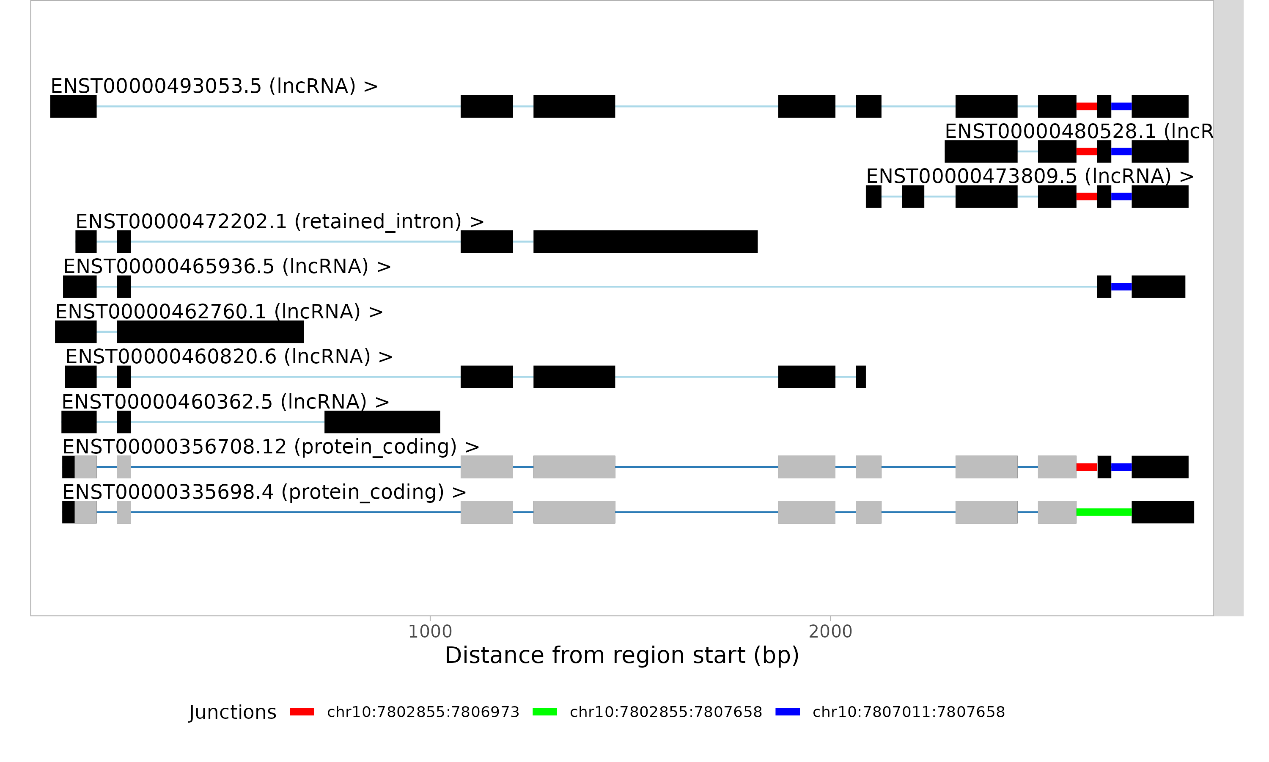 ENST00000493053.5 (lncRNA) >
ENST00000480528.1 (lncR
ENST00000473809.5 (lncRNA) >
ENST00000472202.1 (retained_intron) >
ENST00000465936.5 (lncRNA) >
ENST00000462760.1 (lncRNA) >
ENST00000460820.6 (lncRNA) >
ENST00000460362.5 (lncRNA) >
ENST00000356708.12 (protein_coding) >
ENST00000335698.4 (protein_coding) >
1000 2000
Distance from region start (bp)
Junctions chr10:7802855:7806973 chr10:7802855:7807658 chr10:7807011:7807658